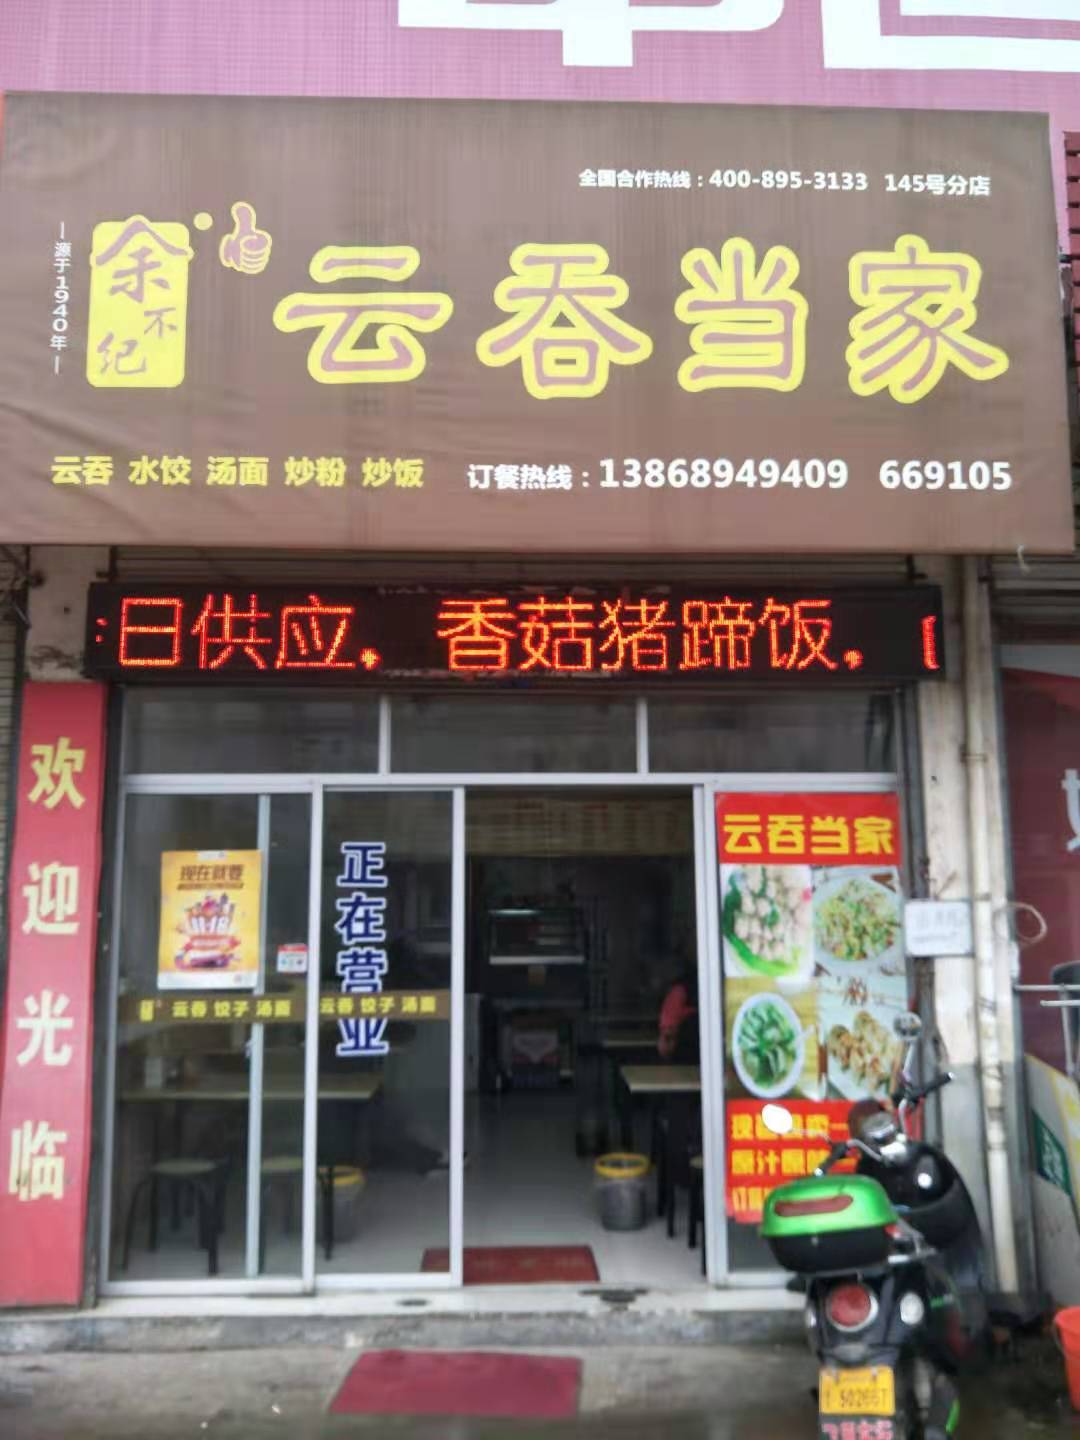 全国合作热线：400-895-3133 145号分店
源于1940年
余不纪
云吞当家
云吞 水饺 汤面 炒粉 炒饭
订餐热线：13868949409 669105
日供应。香菇猪蹄饭，
欢迎光临
现在就要
正在营业
云吞 饺子 汤面
云吞 饺子 汤面
云吞当家
原汁原味